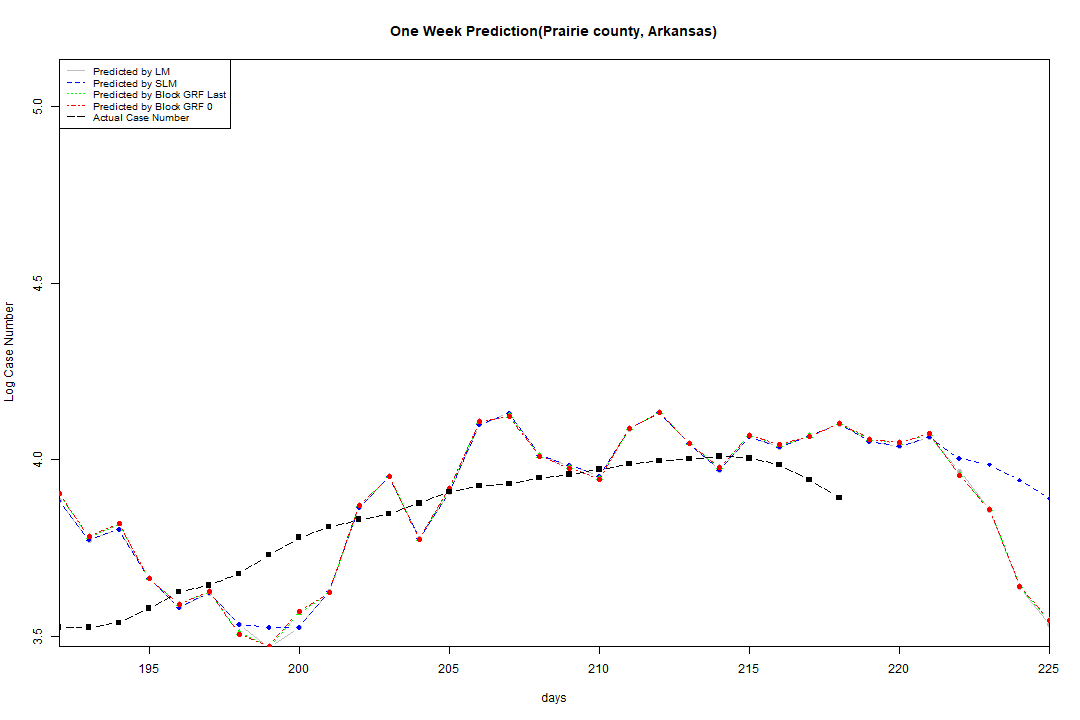 One Week Prediction(Prairie county, Arkansas)
Predicted by LM
Predicted by SLM
Predicted by Block GRF Last
Predicted by Block GRF 0
Actual Case Number
5.0
4.5
4.0
3.5
Log Case Number
195 200 205 210 215 220 225
days